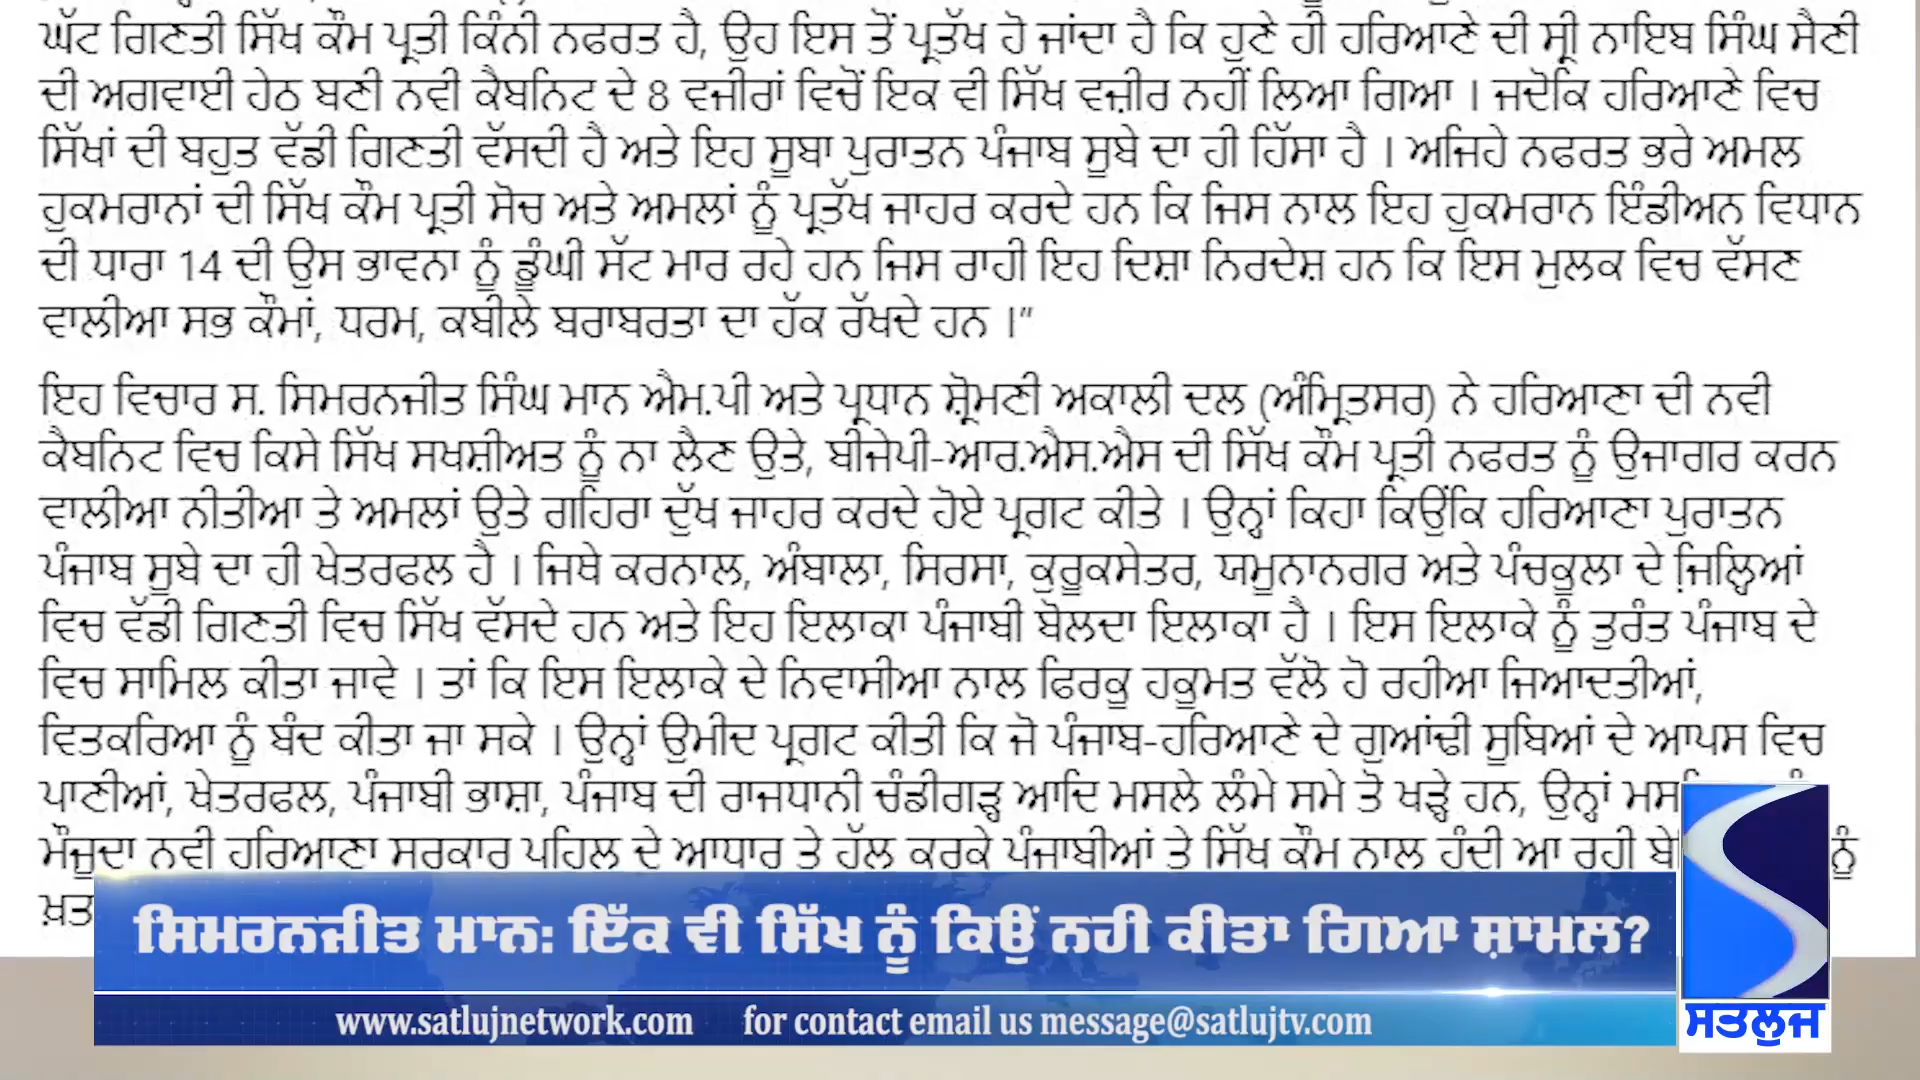 ਘੱਟ ਗਿਣਤੀ ਸਿੱਖ ਕੌਮ ਪ੍ਰਤੀ ਕਿੰਨੀ ਨਫਰਤ ਹੈ, ਉਹ ਇਸ ਤੋਂ ਪ੍ਰਤੱਖ ਹੋ ਜਾਂਦਾ ਹੈ ਕਿ ਹੁਣੇ ਹੀ ਹਰਿਆਣੇ ਦੀ ਸ੍ਰੀ ਨਾਇਬ ਸਿੰਘ ਸੈਣੀ
ਦੀ ਅਗਵਾਈ ਹੇਠ ਬਣੀ ਨਵੀ ਕੈਬਨਿਟ ਦੇ 8 ਵਜੀਰਾਂ ਵਿਚੋਂ ਇਕ ਵੀ ਸਿੱਖ ਵਜ਼ੀਰ ਨਹੀਂ ਲਿਆ ਗਿਆ । ਜਦੋਕਿ ਹਰਿਆਣੇ ਵਿਚ
ਸਿੱਖਾਂ ਦੀ ਬਹੁਤ ਵੱਡੀ ਗਿਣਤੀ ਵੱਸਦੀ ਹੈ ਅਤੇ ਇਹ ਸੂਬਾ ਪੁਰਾਤਨ ਪੰਜਾਬ ਸੂਬੇ ਦਾ ਹੀ ਹਿੱਸਾ ਹੈ । ਅਜਿਹੇ ਨਫਰਤ ਭਰੇ ਅਮਲ
ਹੁਕਮਰਾਨਾਂ ਦੀ ਸਿੱਖ ਕੌਮ ਪ੍ਰਤੀ ਸੋਚ ਅਤੇ ਅਮਲਾਂ ਨੂੰ ਪ੍ਰਤੱਖ ਜਾਹਰ ਕਰਦੇ ਹਨ ਕਿ ਜਿਸ ਨਾਲ ਇਹ ਹੁਕਮਰਾਨ ਇੰਡੀਅਨ ਵਿਧਾਨ
ਦੀ ਧਾਰਾ 14 ਦੀ ਉਸ ਭਾਵਨਾ ਨੂੰ ਡੂੰਘੀ ਸੱਟ ਮਾਰ ਰਹੇ ਹਨ ਜਿਸ ਰਾਹੀ ਇਹ ਦਿਸ਼ਾ ਨਿਰਦੇਸ਼ ਹਨ ਕਿ ਇਸ ਮੁਲਕ ਵਿਚ ਵੱਸਣ
ਵਾਲੀਆ ਸਭ ਕੌਮਾਂ, ਧਰਮ, ਕਬੀਲੇ ਬਰਾਬਰਤਾ ਦਾ ਹੱਕ ਰੱਖਦੇ ਹਨ ।”
ਇਹ ਵਿਚਾਰ ਸ. ਸਿਮਰਨਜੀਤ ਸਿੰਘ ਮਾਨ ਐਮ.ਪੀ ਅਤੇ ਪ੍ਰਧਾਨ ਸ਼੍ਰੋਮਣੀ ਅਕਾਲੀ ਦਲ (ਅੰਮ੍ਰਿਤਸਰ) ਨੇ ਹਰਿਆਣਾ ਦੀ ਨਵੀ
ਕੈਬਨਿਟ ਵਿਚ ਕਿਸੇ ਸਿੱਖ ਸਖਸ਼ੀਅਤ ਨੂੰ ਨਾ ਲੈਣ ਉਤੇ, ਬੀਜੇਪੀ-ਆਰ.ਐਸ.ਐਸ ਦੀ ਸਿੱਖ ਕੌਮ ਪ੍ਰਤੀ ਨਫਰਤ ਨੂੰ ਉਜਾਗਰ ਕਰਨ
ਵਾਲੀਆ ਨੀਤੀਆ ਤੇ ਅਮਲਾਂ ਉਤੇ ਗਹਿਰਾ ਦੁੱਖ ਜਾਹਰ ਕਰਦੇ ਹੋਏ ਪ੍ਰਗਟ ਕੀਤੇ । ਉਨ੍ਹਾਂ ਕਿਹਾ ਕਿਉਂਕਿ ਹਰਿਆਣਾ ਪੁਰਾਤਨ
ਪੰਜਾਬ ਸੂਬੇ ਦਾ ਹੀ ਖੇਤਰਫਲ ਹੈ । ਜਿਥੇ ਕਰਨਾਲ, ਅੰਬਾਲਾ, ਸਿਰਸਾ, ਕੁਰੂਕਸੇਤਰ, ਯਮੂਨਾਨਗਰ ਅਤੇ ਪੰਚਕੂਲਾ ਦੇ ਜਿ਼ਲ੍ਹਿਆਂ
ਵਿਚ ਵੱਡੀ ਗਿਣਤੀ ਵਿਚ ਸਿੱਖ ਵੱਸਦੇ ਹਨ ਅਤੇ ਇਹ ਇਲਾਕਾ ਪੰਜਾਬੀ ਬੋਲਦਾ ਇਲਾਕਾ ਹੈ । ਇਸ ਇਲਾਕੇ ਨੂੰ ਤੁਰੰਤ ਪੰਜਾਬ ਦੇ
ਵਿਚ ਸਾਮਿਲ ਕੀਤਾ ਜਾਵੇ । ਤਾਂ ਕਿ ਇਸ ਇਲਾਕੇ ਦੇ ਨਿਵਾਸੀਆ ਨਾਲ ਫਿਰਕੂ ਹਕੂਮਤ ਵੱਲੋ ਹੋ ਰਹੀਆ ਜਿਆਦਤੀਆਂ,
ਵਿਤਕਰਿਆ ਨੂੰ ਬੰਦ ਕੀਤਾ ਜਾ ਸਕੇ । ਉਨ੍ਹਾਂ ਉਮੀਦ ਪ੍ਰਗਟ ਕੀਤੀ ਕਿ ਜੋ ਪੰਜਾਬ-ਹਰਿਆਣੇ ਦੇ ਗੁਆਂਢੀ ਸੂਬਿਆਂ ਦੇ ਆਪਸ ਵਿਚ
ਪਾਣੀਆਂ, ਖੇਤਰਫਲ, ਪੰਜਾਬੀ ਭਾਸ਼ਾ, ਪੰਜਾਬ ਦੀ ਰਾਜਧਾਨੀ ਚੰਡੀਗੜ੍ਹ ਆਦਿ ਮਸਲੇ ਲੰਮੇ ਸਮੇ ਤੋ ਖੜ੍ਹੇ ਹਨ, ਉਨ੍ਹਾਂ
ਮੌਜੂਦਾ ਨਵੀ ਹਰਿਆਣਾ ਸਰਕਾਰ ਪਹਿਲ ਦੇ ਆਧਾਰ ਤੇ ਹੱਲ ਕਰਕੇ ਪੰਜਾਬੀਆਂ ਤੇ ਸਿੱਖ ਕੌਮ ਨਾਲ ਹੰਦੀ ਆ ਰਹੀ ਨੂੰ
ਸਿਮਰਨਜੀਤ ਮਾਨ: ਇੱਕ ਵੀ ਸਿੱਖ ਨੂੰ ਕਿਉਂ ਨਹੀ ਕੀਤਾ ਗਿਆ ਸ਼ਾਮਲ?
www.satlujnetwork.com for contact email us message@satlujtv.com
ਸਤਲੁਜ